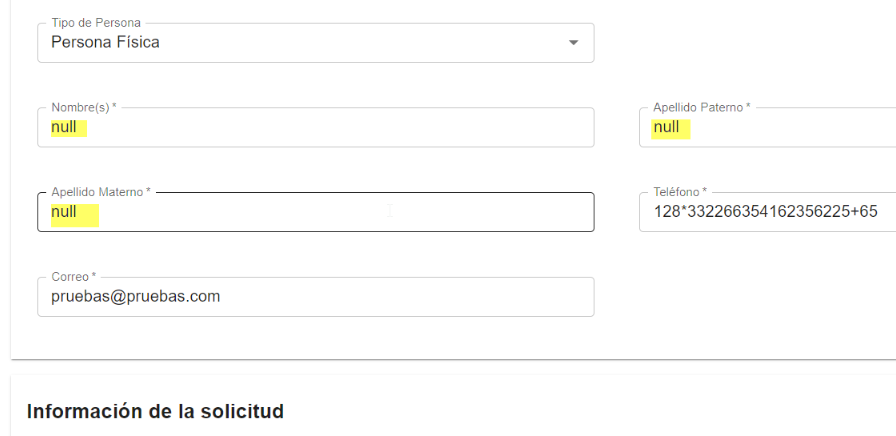 Tipo de Persona
Persona Física
Nombre(s) *
null
Apellido Paterno *
null
Apellido Materno *
null
Teléfono *
128*332266354162356225+65
Correo *
pruebas@pruebas.com
Información de la solicitud